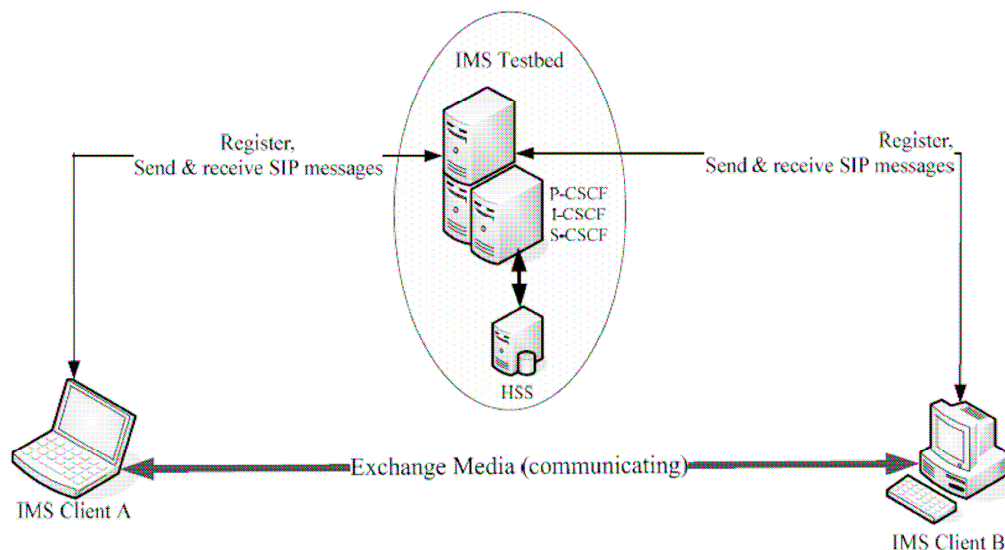 IMS Testbed
Register,
Send & receive SIP messages
Register,
Send & receive SIP messages
P-CSCF
I-CSCF
S-CSCF
HSS
Exchange Media (communicating)
IMS Client A
IMS Client B